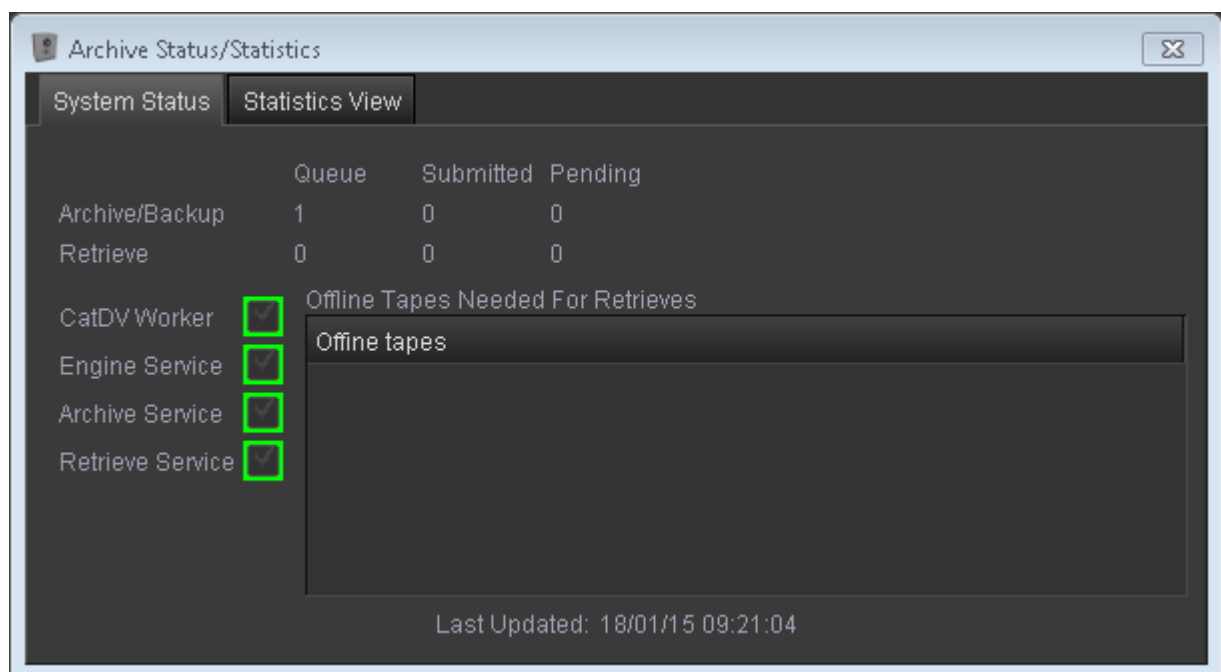 Archive Status/Statistics
System Status Statistics View
Queue Submitted Pending
Archive/Backup 1 0 0
Retrieve 0 0 0
Offline Tapes Needed For Retrieves
CatDV Worker
Offine tapes
Engine Service
Archive Service
Retrieve Service
Last Updated: 18/01/15 09:21:04